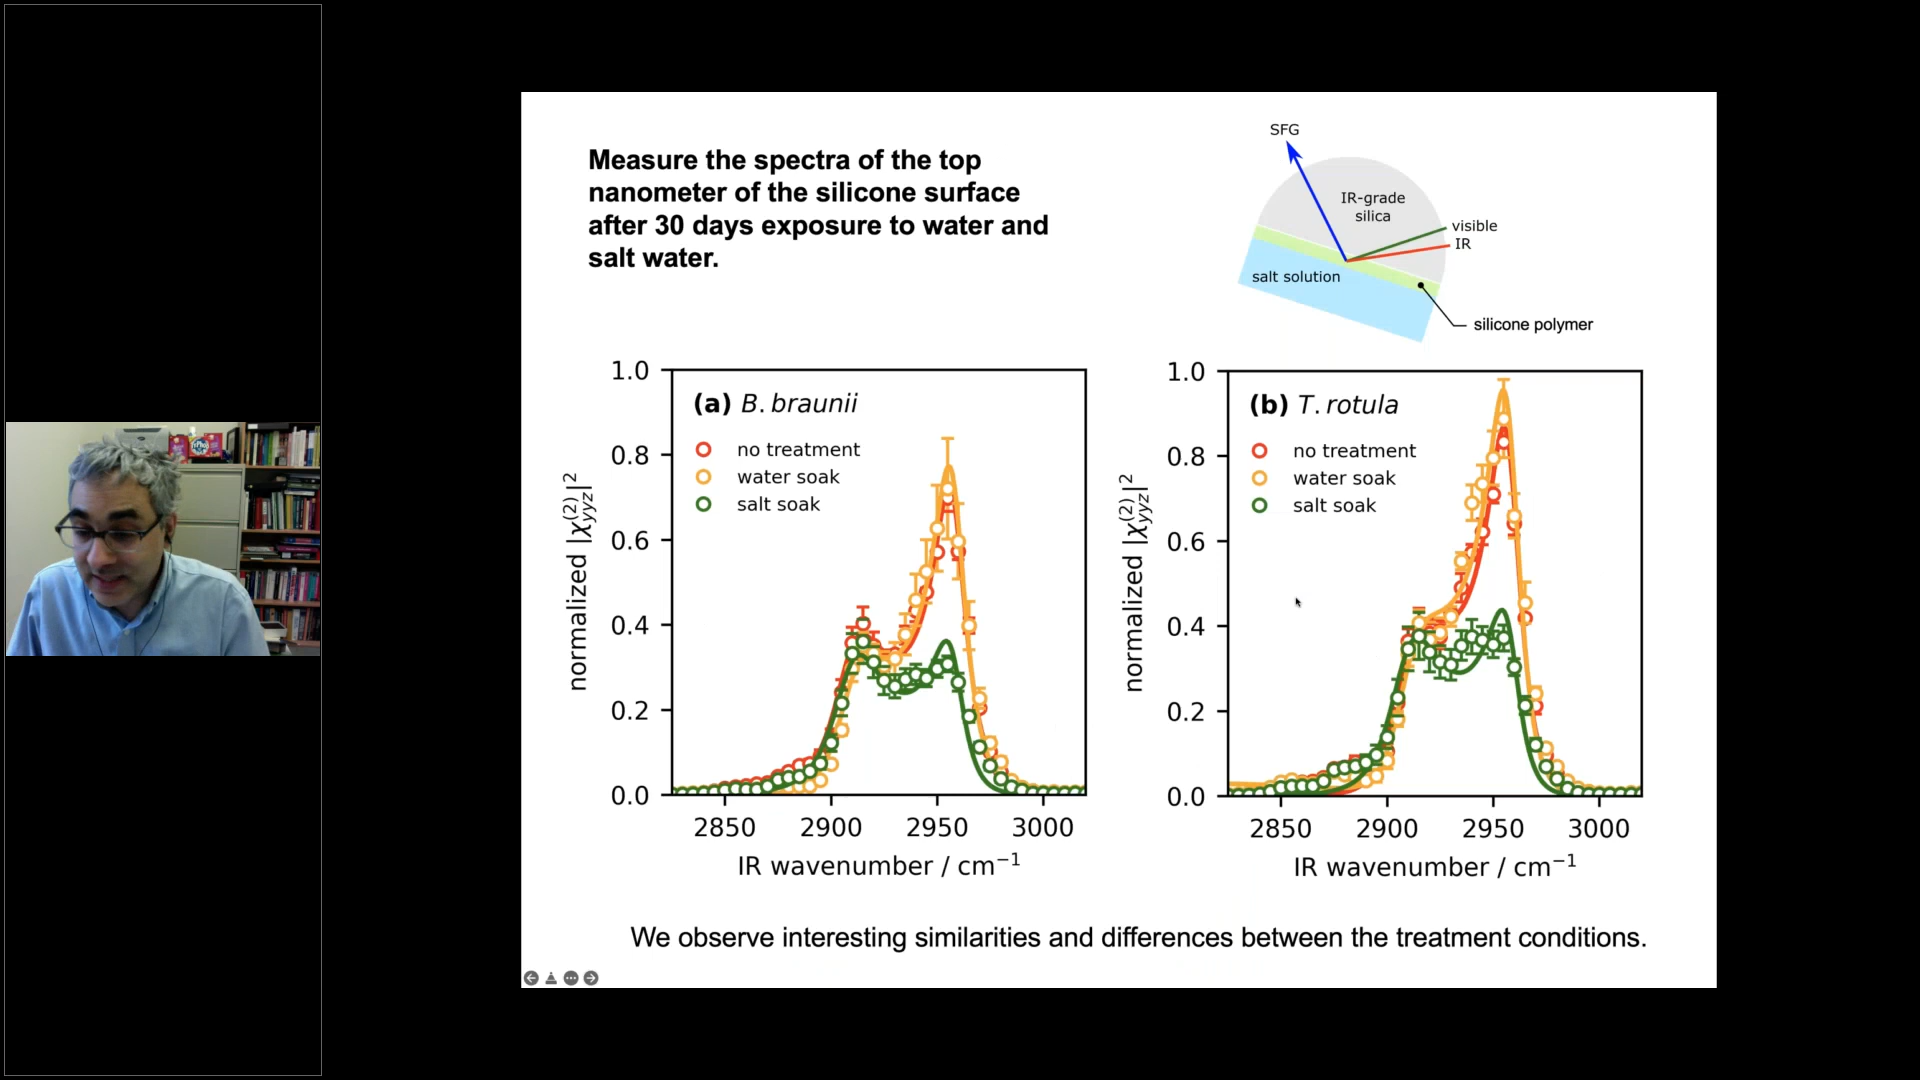 Measure the spectra of the top
nanometer of the silicone surface
after 30 days exposure to water and
salt water.
SFG
IR-grade
silica
visible
IR
salt solution
silicone polymer
(a) B. braunii
no treatment
water soak
salt soak
normalized |χ_yyz^(2)|²
1.0
0.8
0.6
0.4
0.2
0.0
2850 2900 2950 3000
IR wavenumber / cm⁻¹
(b) T. rotula
no treatment
water soak
salt soak
normalized |χ_yyz^(2)|²
1.0
0.8
0.6
0.4
0.2
0.0
2850 2900 2950 3000
IR wavenumber / cm⁻¹
We observe interesting similarities and differences between the treatment conditions.